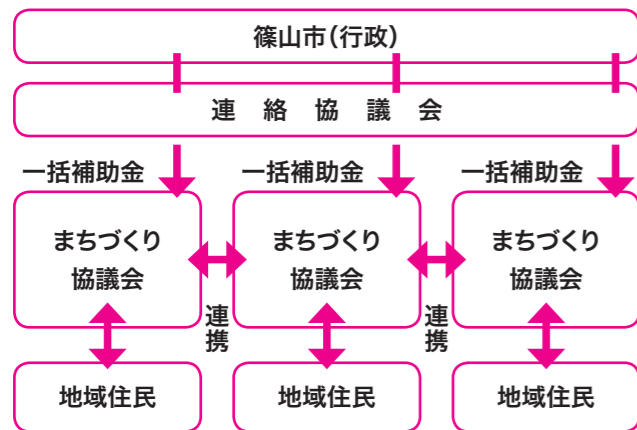 篠山市(行政)
連絡協議会
一括補助金
一括補助金
一括補助金
まちづくり
協議会
まちづくり
協議会
まちづくり
協議会
連携
連携
地域住民
地域住民
地域住民